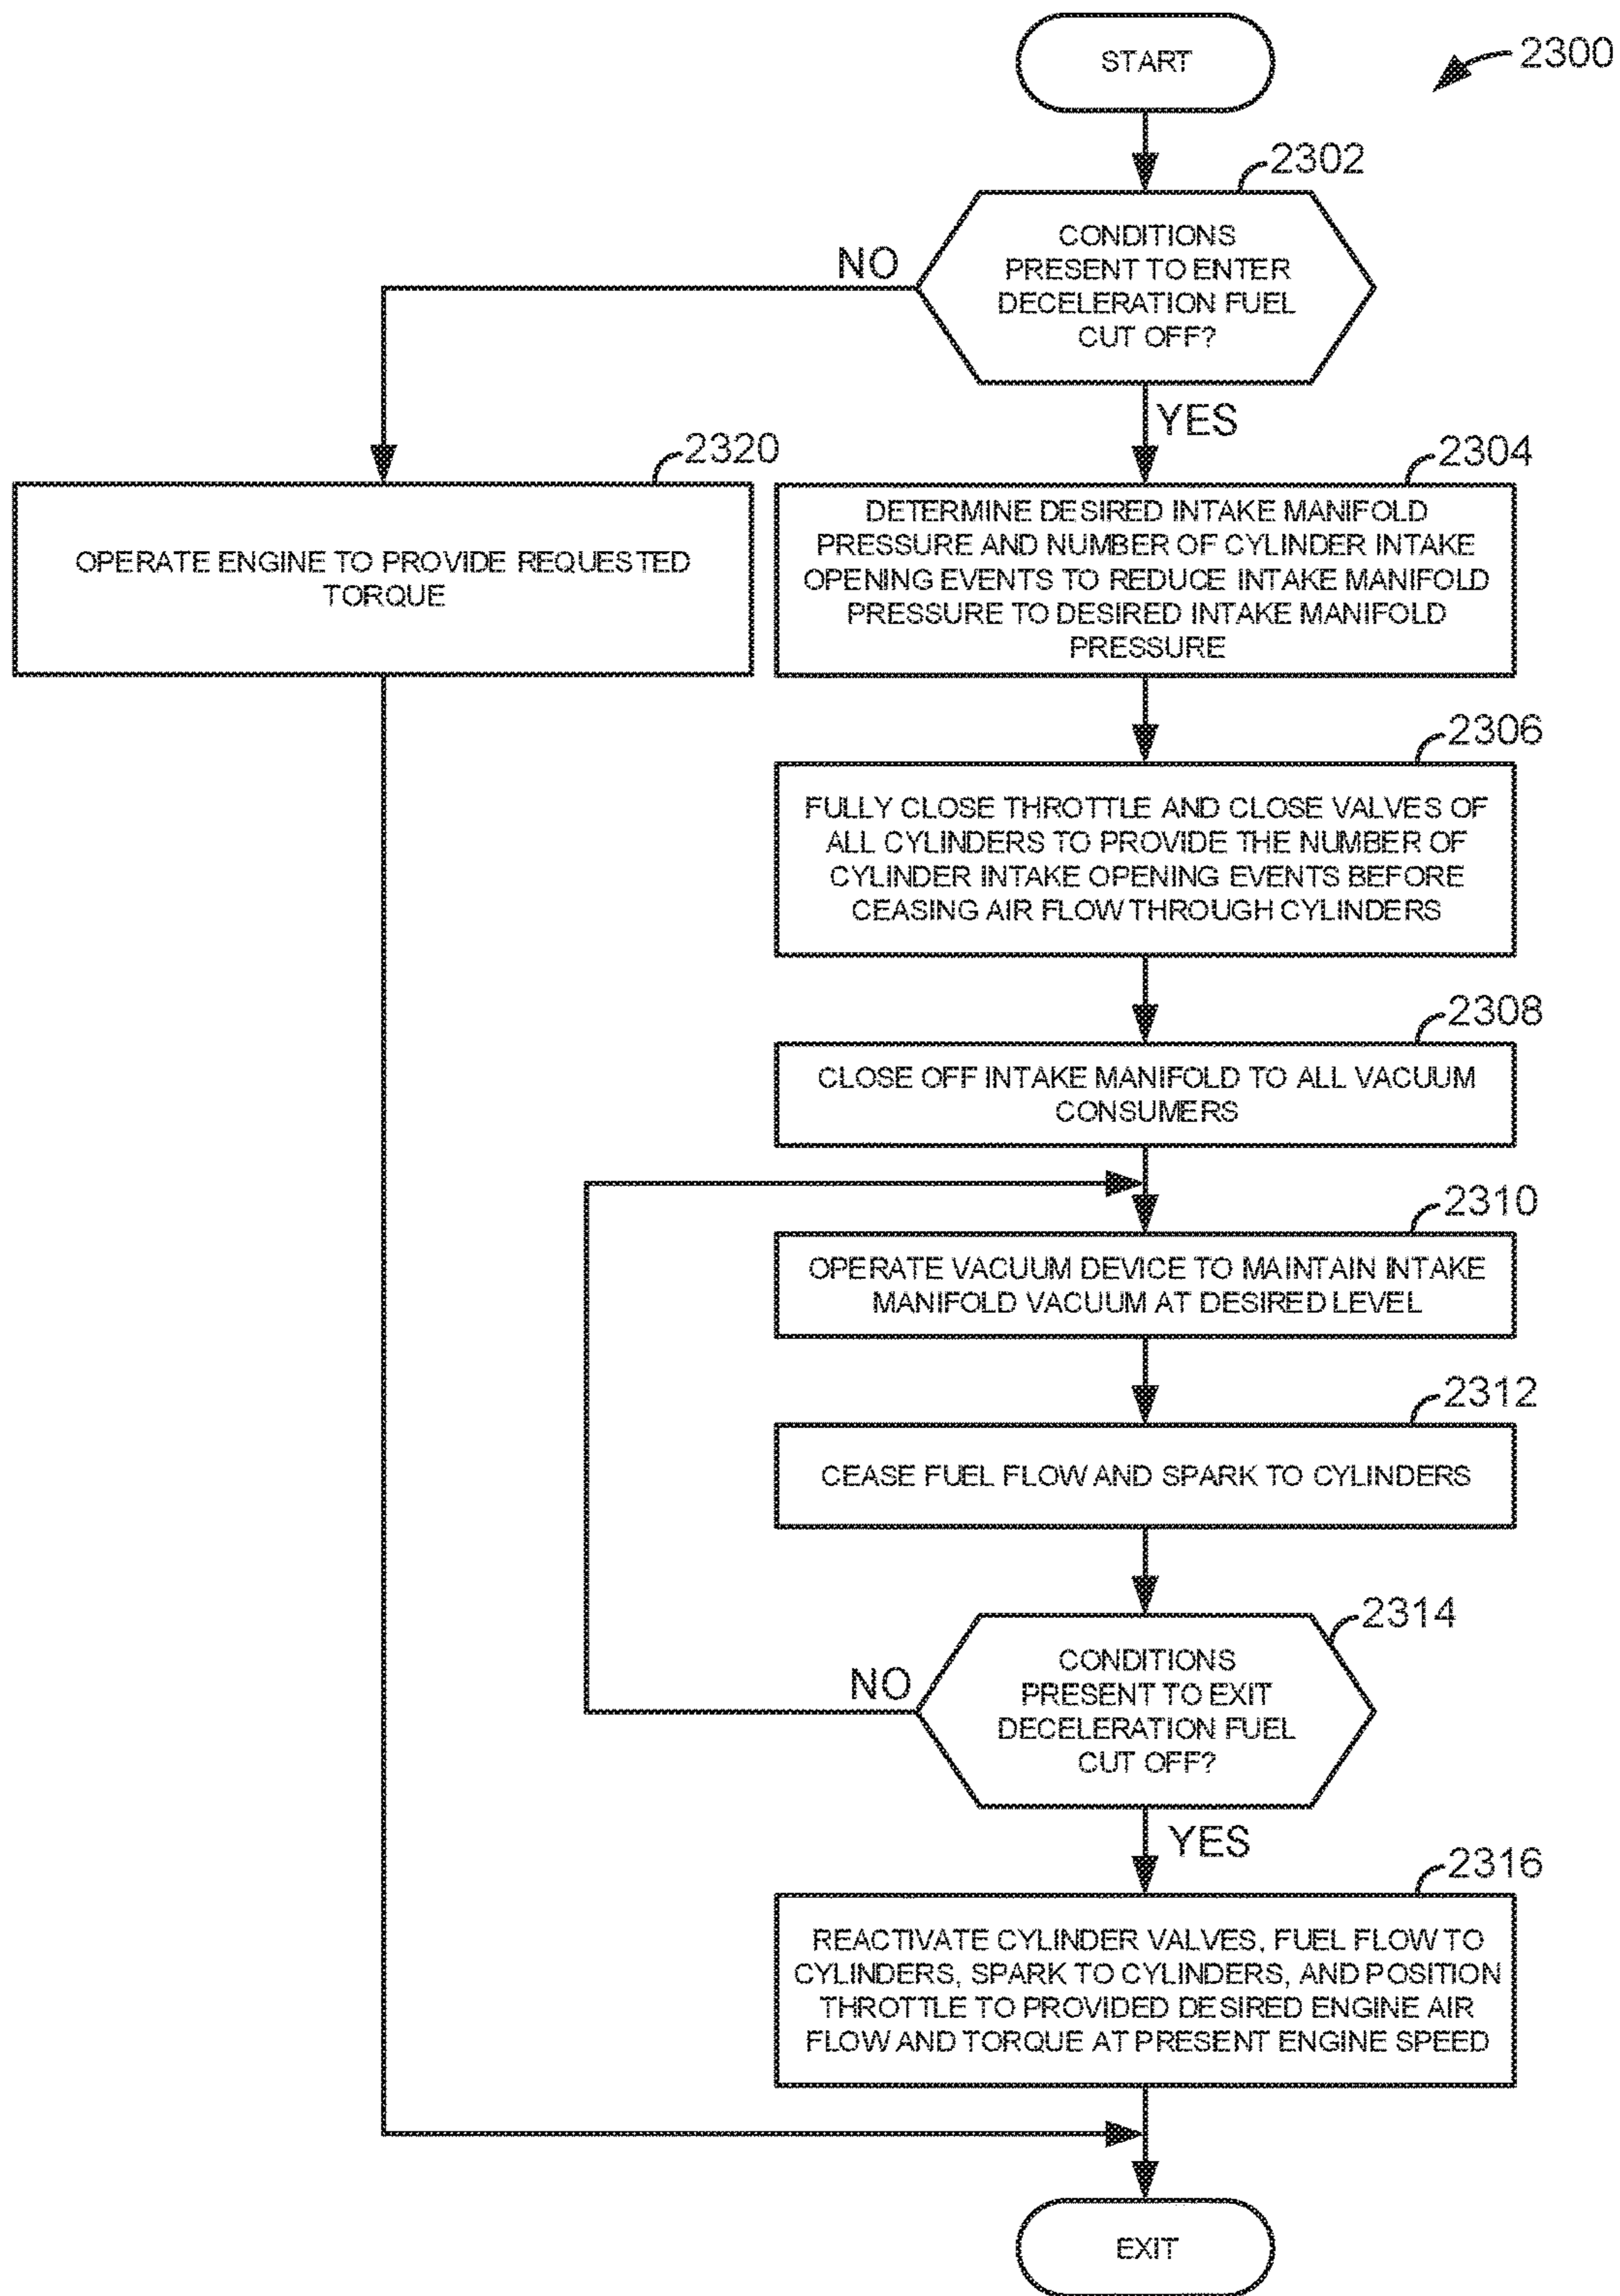 START
2300
2302
CONDITIONS
PRESENT TO ENTER
DECELERATION FUEL
CUT OFF?
NO
YES
2320
OPERATE ENGINE TO PROVIDE REQUESTED
TORQUE
2304
DETERMINE DESIRED INTAKE MANIFOLD
PRESSURE AND NUMBER OF CYLINDER INTAKE
OPENING EVENTS TO REDUCE INTAKE MANIFOLD
PRESSURE TO DESIRED INTAKE MANIFOLD
PRESSURE
2306
FULLY CLOSE THROTTLE AND CLOSE VALVES OF
ALL CYLINDERS TO PROVIDE THE NUMBER OF
CYLINDER INTAKE OPENING EVENTS BEFORE
CEASING AIR FLOW THROUGH CYLINDERS
2308
CLOSE OFF INTAKE MANIFOLD TO ALL VACUUM
CONSUMERS
2310
OPERATE VACUUM DEVICE TO MAINTAIN INTAKE
MANIFOLD VACUUM AT DESIRED LEVEL
2312
CEASE FUEL FLOW AND SPARK TO CYLINDERS
2314
CONDITIONS
PRESENT TO EXIT
DECELERATION FUEL
CUT OFF?
NO
YES
2316
REACTIVATE CYLINDER VALVES, FUEL FLOW TO
CYLINDERS, SPARK TO CYLINDERS, AND POSITION
THROTTLE TO PROVIDED DESIRED ENGINE AIR
FLOW AND TORQUE AT PRESENT ENGINE SPEED
EXIT